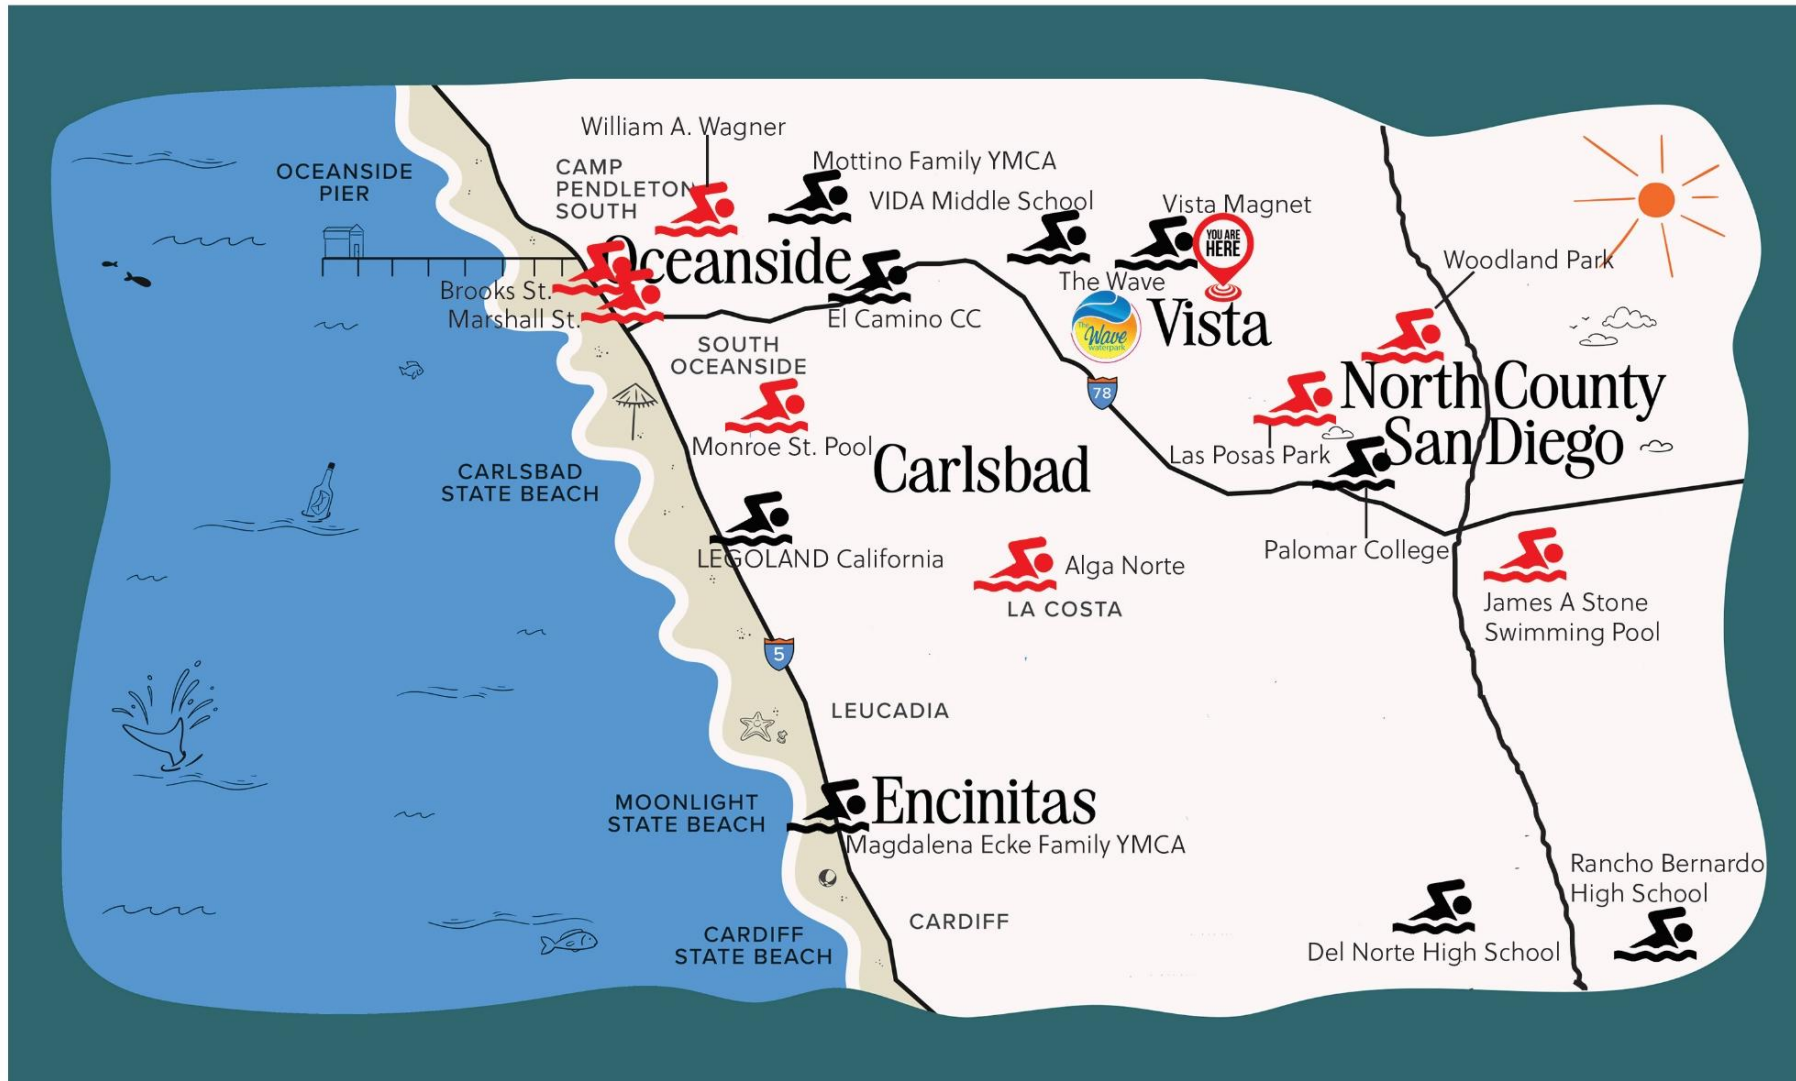 William A. Wagner
OCEANSIDE
PIER
CAMP
PENDLETON
SOUTH
Mottino Family YMCA
VIDA Middle School
Vista Magnet
YOU ARE
HERE
Woodland Park
Oceanside
Brooks St.
Marshall St.
El Camino CC
The Wave
The
Wave
waterpark
Vista
SOUTH
OCEANSIDE
78
North County
San Diego
Monroe St. Pool
Carlsbad
Las Posas Park
CARLSBAD
STATE BEACH
LEGOLAND California
Alga Norte
LA COSTA
Palomar College
James A Stone
Swimming Pool
5
LEUCADIA
MOONLIGHT
STATE BEACH
Encinitas
Magdalena Ecke Family YMCA
Rancho Bernardo
High School
CARDIFF
CARDIFF
STATE BEACH
Del Norte High School